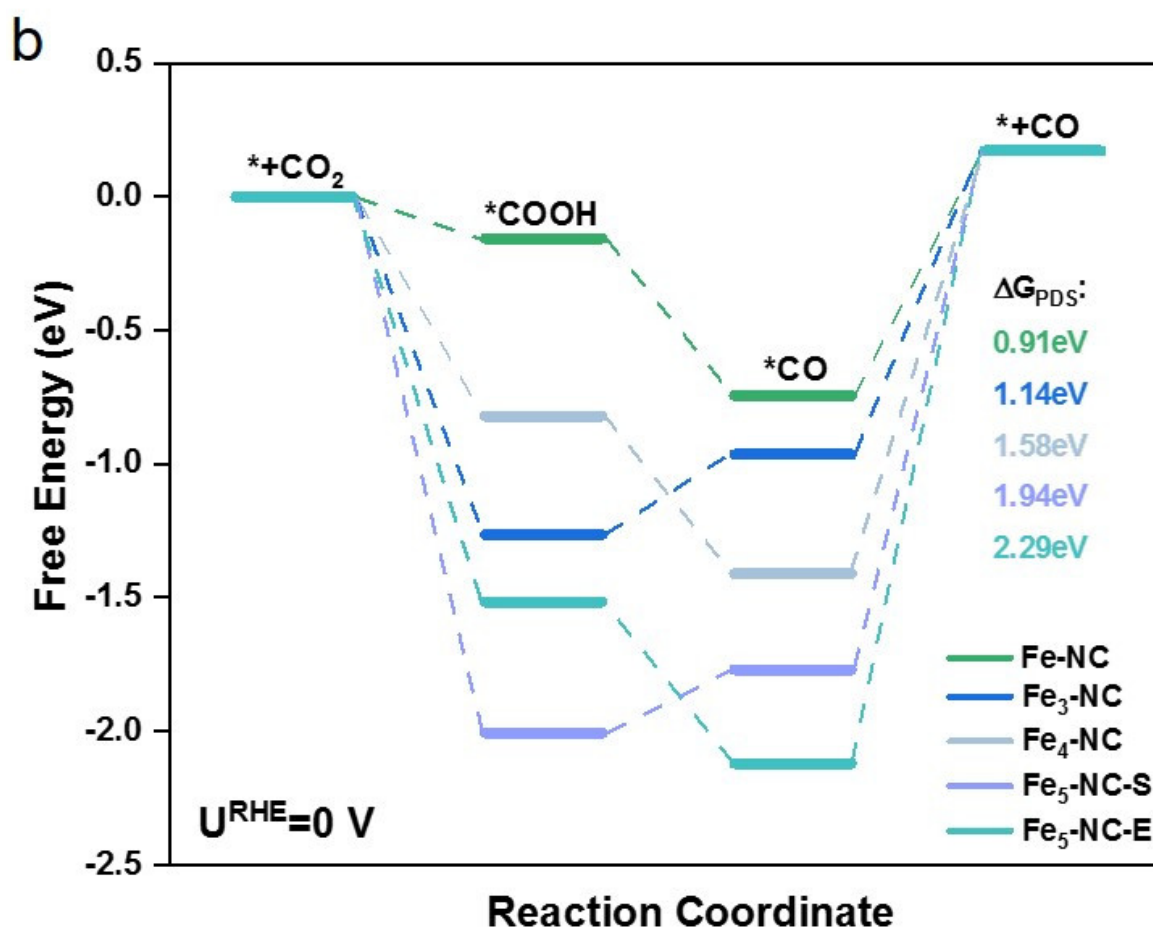 b
0.5
0.0
-0.5
-1.0
-1.5
-2.0
-2.5
Free Energy (eV)
*+CO₂
*COOH
*CO
*+CO
ΔG_PDS:
0.91eV
1.14eV
1.58eV
1.94eV
2.29eV
Fe-NC
Fe₃-NC
Fe₄-NC
Fe₅-NC-S
Fe₅-NC-E
U^RHE=0 V
Reaction Coordinate